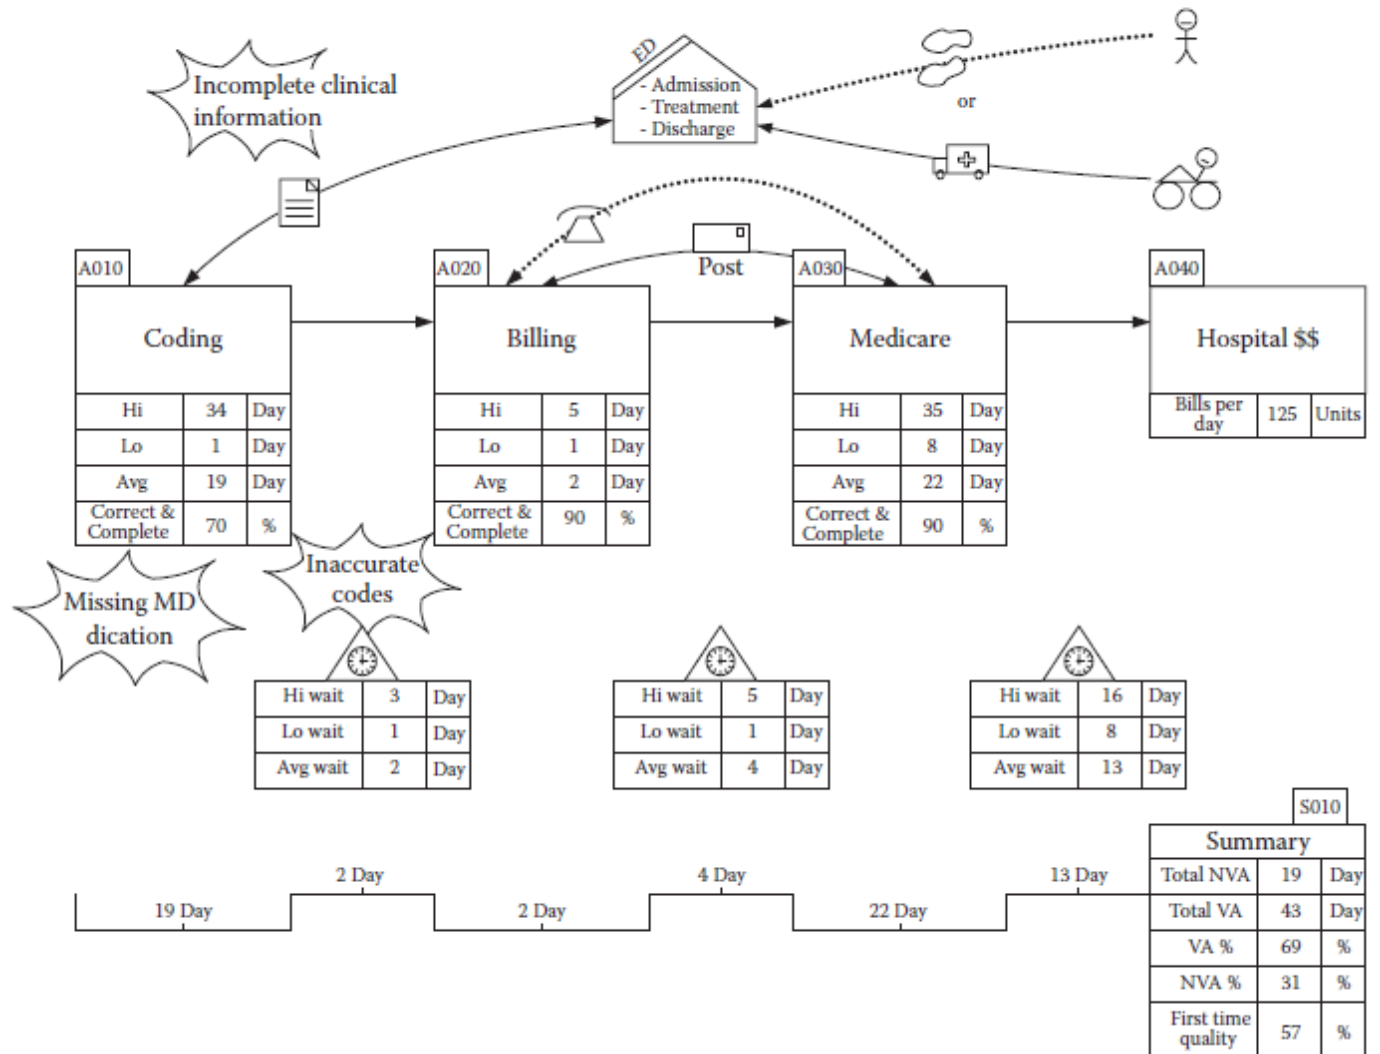 Incomplete clinical
information
ED
- Admission
- Treatment
- Discharge
or
Post
A010
Coding
Hi 34 Day
Lo 1 Day
Avg 19 Day
Correct &
Complete 70 %
A020
Billing
Hi 5 Day
Lo 1 Day
Avg 2 Day
Correct &
Complete 90 %
A030
Medicare
Hi 35 Day
Lo 8 Day
Avg 22 Day
Correct &
Complete 90 %
A040
Hospital $$
Bills per
day 125 Units
Missing MD
dication
Inaccurate
codes
Hi wait 3 Day
Lo wait 1 Day
Avg wait 2 Day
Hi wait 5 Day
Lo wait 1 Day
Avg wait 4 Day
Hi wait 16 Day
Lo wait 8 Day
Avg wait 13 Day
19 Day
2 Day
2 Day
4 Day
22 Day
13 Day
S010
Summary
Total NVA 19 Day
Total VA 43 Day
VA % 69 %
NVA % 31 %
First time
quality 57 %